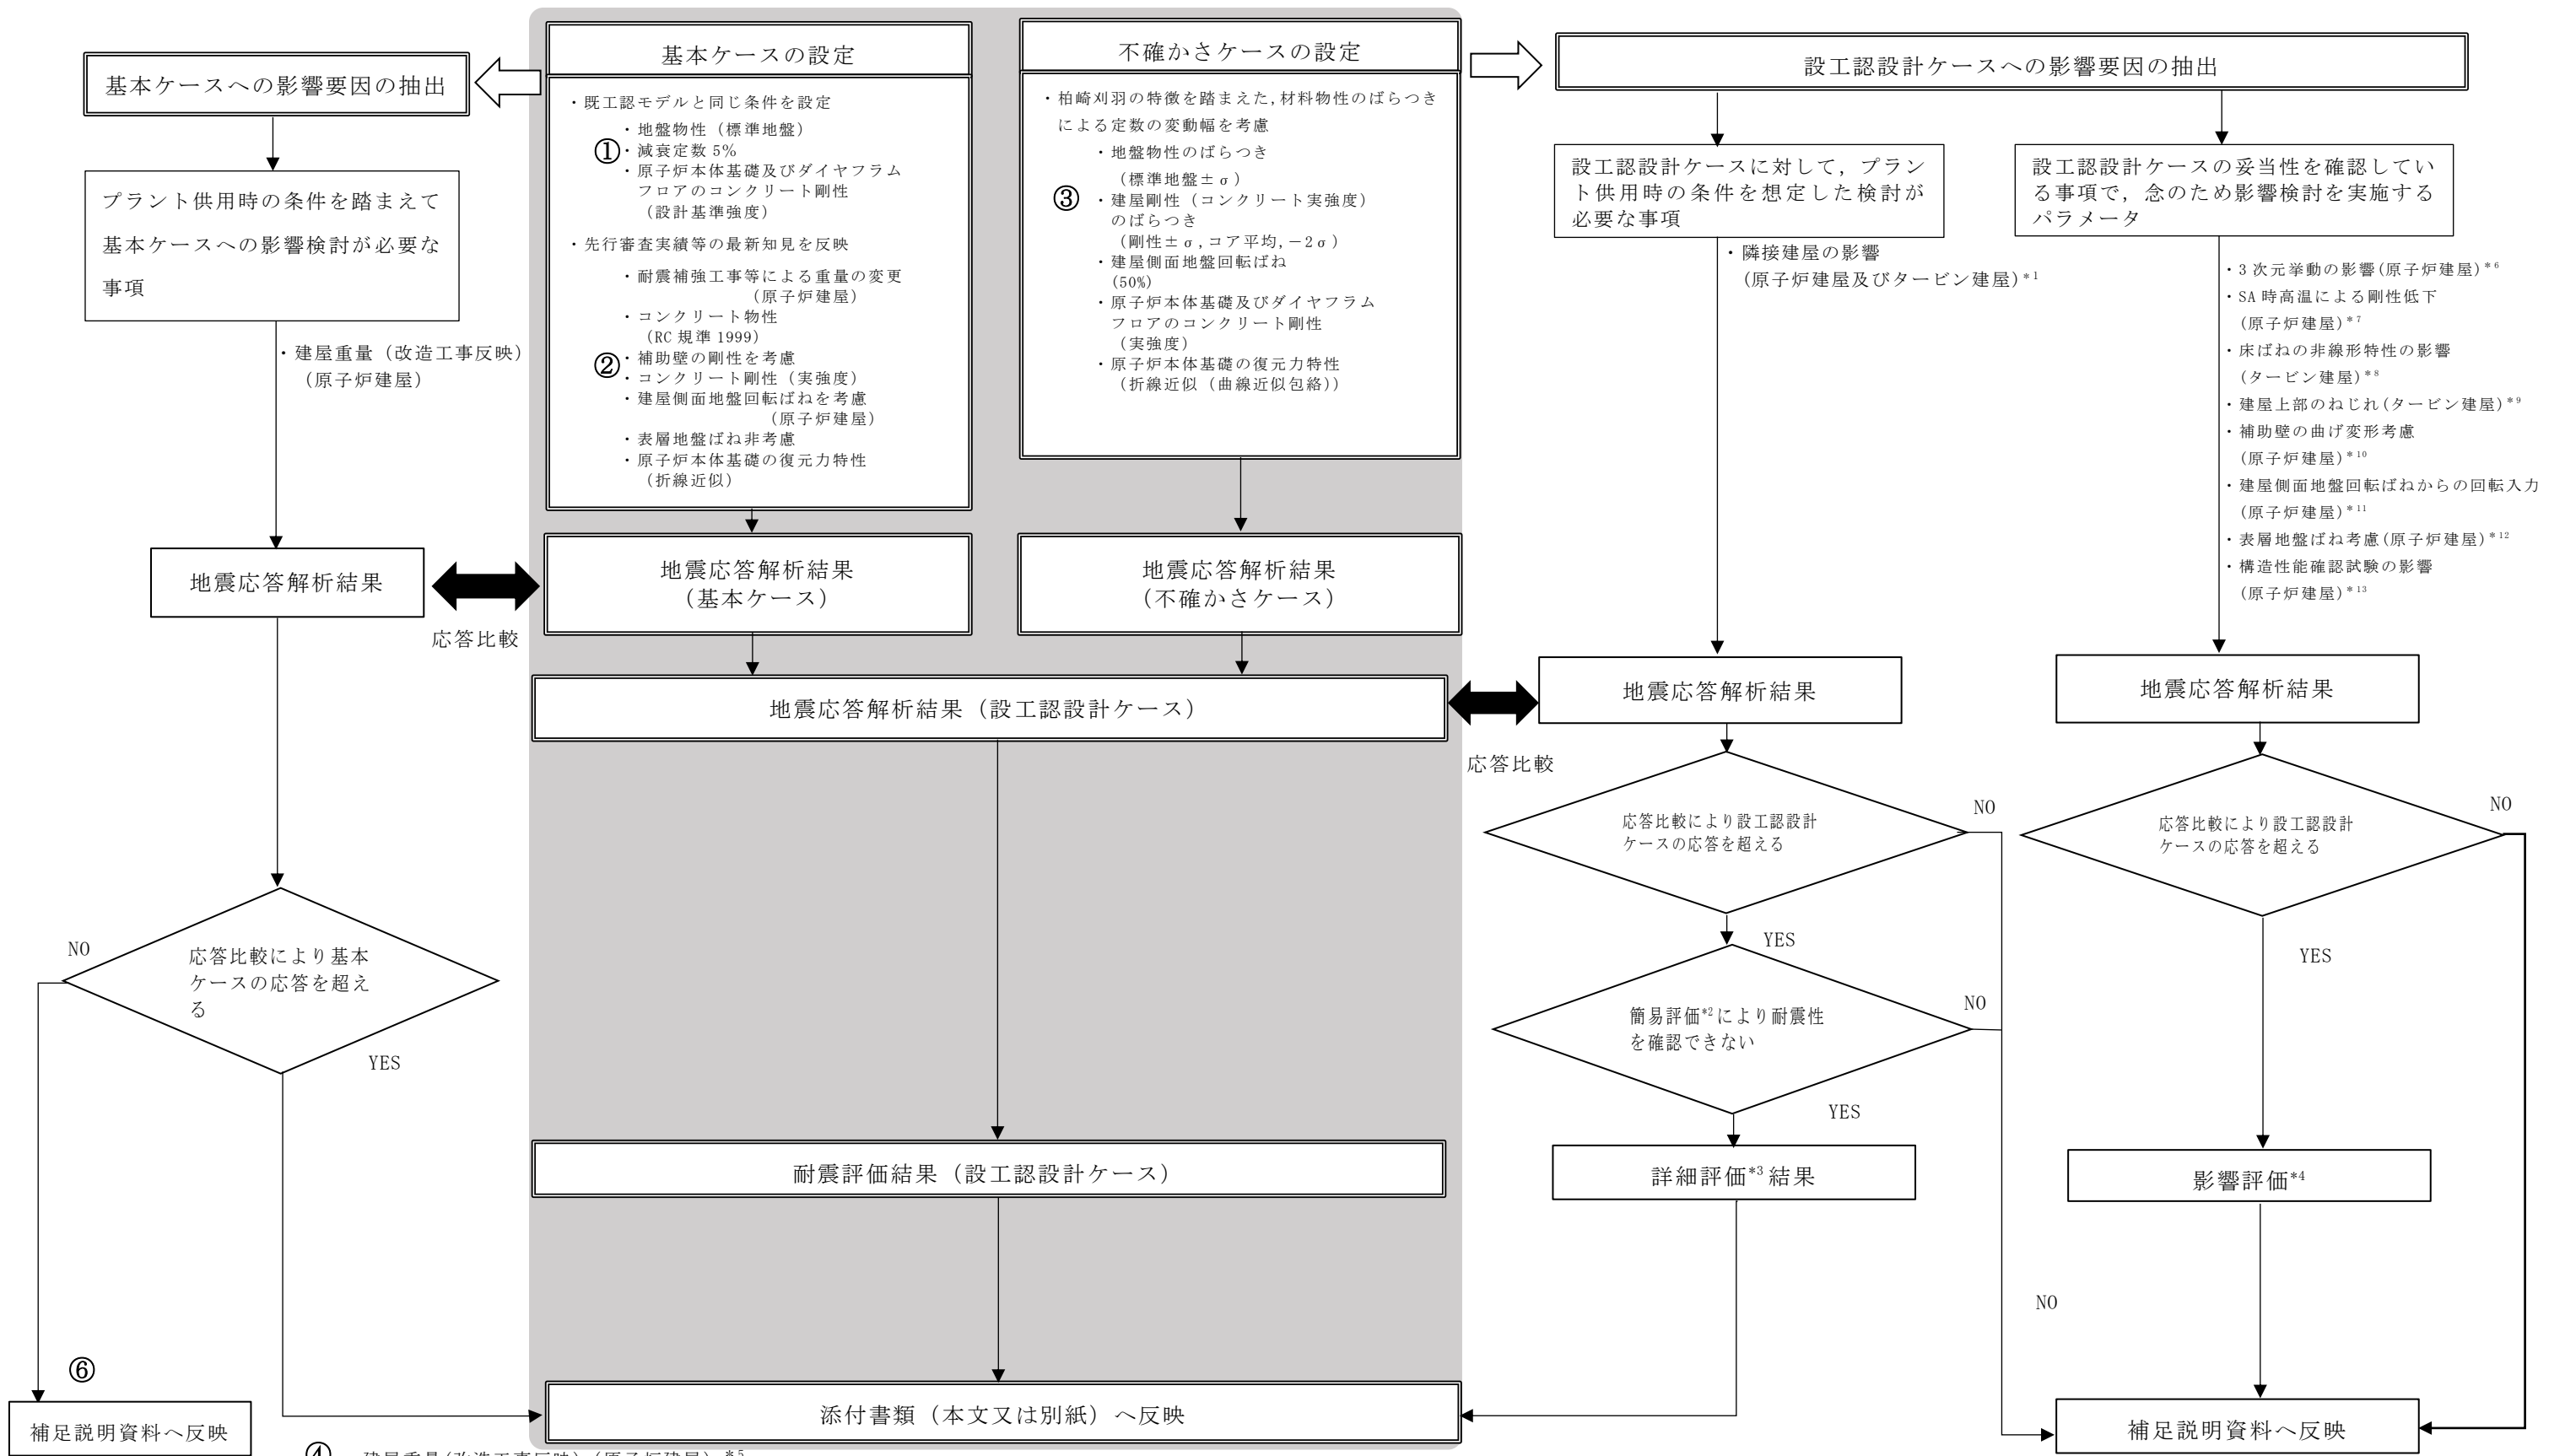 基本ケースへの影響要因の抽出
プラント供用時の条件を踏まえて
基本ケースへの影響検討が必要な
事項
・建屋重量（改造工事反映）
（原子炉建屋）
地震応答解析結果
応答比較
応答比較により基本
ケースの応答を超え
る
NO
YES
⑥
補足説明資料へ反映
基本ケースの設定
・既工認モデルと同じ条件を設定
・地盤物性（標準地盤）
①・減衰定数 5％
・原子炉本体基礎及びダイヤフラム
フロアのコンクリート剛性
（設計基準強度）
・先行審査実績等の最新知見を反映
・耐震補強工事等による重量の変更
（原子炉建屋）
・コンクリート物性
（RC 規準 1999）
②・補助壁の剛性を考慮
・コンクリート剛性（実強度）
・建屋側面地盤回転ばねを考慮
（原子炉建屋）
・表層地盤ばね非考慮
・原子炉本体基礎の復元力特性
（折線近似）
地震応答解析結果
（基本ケース）
不確かさケースの設定
・柏崎刈羽の特徴を踏まえた,材料物性のばらつき
による定数の変動幅を考慮
・地盤物性のばらつき
（標準地盤±σ）
③・建屋剛性（コンクリート実強度）
のばらつき
（剛性±σ,コア平均,－2σ）
・建屋側面地盤回転ばね
(50%)
・原子炉本体基礎及びダイヤフラム
フロアのコンクリート剛性
（実強度）
・原子炉本体基礎の復元力特性
（折線近似（曲線近似包絡））
地震応答解析結果
（不確かさケース）
地震応答解析結果（設工認設計ケース）
耐震評価結果（設工認設計ケース）
添付書類（本文又は別紙）へ反映
設工認設計ケースへの影響要因の抽出
設工認設計ケースに対して，プラン
ト供用時の条件を想定した検討が
必要な事項
・隣接建屋の影響
(原子炉建屋及びタービン建屋)*1
地震応答解析結果
応答比較
応答比較により設工認設計
ケースの応答を超える
NO
YES
簡易評価*2により耐震性
を確認できない
NO
YES
詳細評価*3結果
設工認設計ケースの妥当性を確認してい
る事項で，念のため影響検討を実施する
パラメータ
・3 次元挙動の影響(原子炉建屋)*6
・SA 時高温による剛性低下
(原子炉建屋)*7
・床ばねの非線形特性の影響
(タービン建屋)*8
・建屋上部のねじれ(タービン建屋)*9
・補助壁の曲げ変形考慮
(原子炉建屋)*10
・建屋側面地盤回転ばねからの回転入力
(原子炉建屋)*11
・表層地盤ばね考慮(原子炉建屋)*12
・構造性能確認試験の影響
(原子炉建屋)*13
地震応答解析結果
応答比較により設工認設計
ケースの応答を超える
NO
YES
影響評価*4
NO
補足説明資料へ反映
④ 建屋重量(改造工事反映)(原子炉建屋)*5